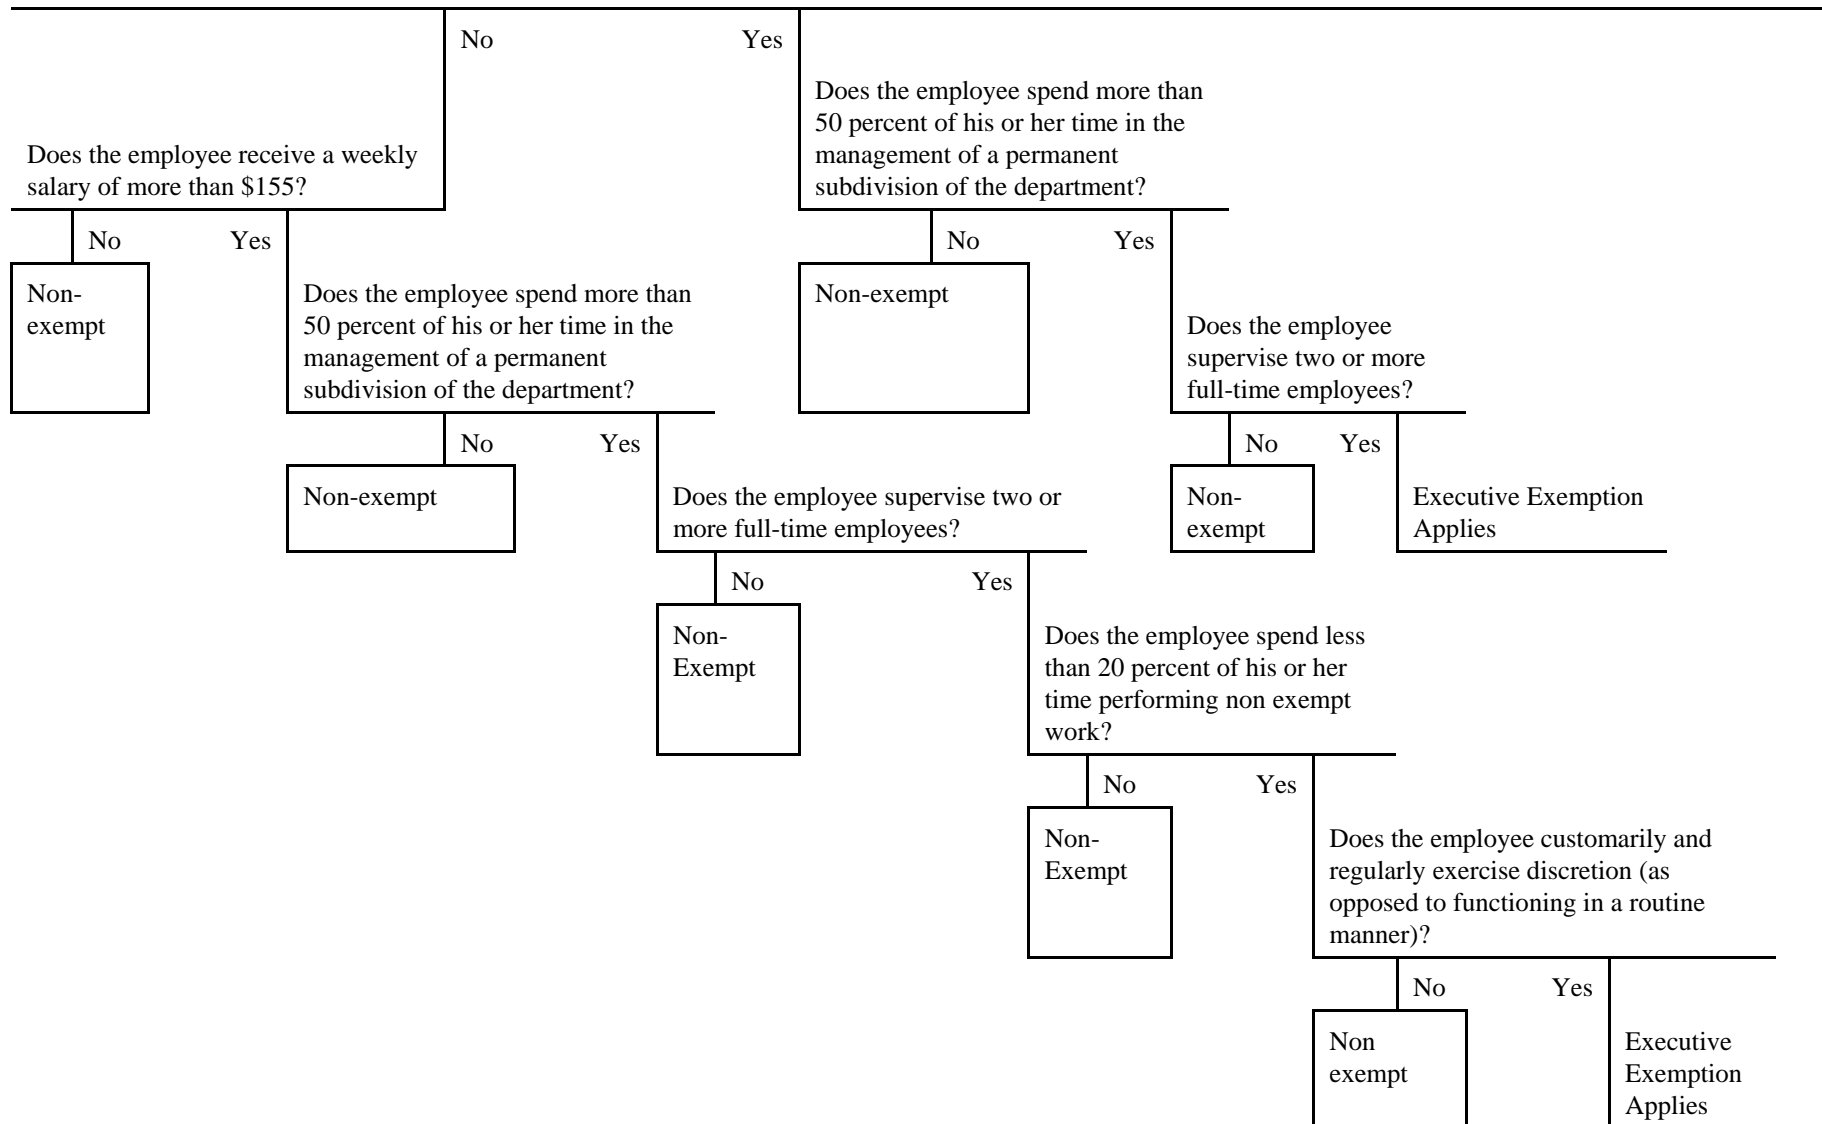 No
Yes
Does the employee spend more than
50 percent of his or her time in the
management of a permanent
subdivision of the department?
Does the employee receive a weekly
salary of more than $155?
No
Yes
No
Yes
Non-
exempt
Does the employee spend more than
50 percent of his or her time in the
management of a permanent
subdivision of the department?
Non-exempt
Does the employee
supervise two or more
full-time employees?
No
Yes
No
Yes
Non-exempt
Does the employee supervise two or
more full-time employees?
Non-
exempt
Executive Exemption
Applies
No
Yes
Non-
Exempt
Does the employee spend less
than 20 percent of his or her
time performing non exempt
work?
No
Yes
Non-
Exempt
Does the employee customarily and
regularly exercise discretion (as
opposed to functioning in a routine
manner)?
No
Yes
Non
exempt
Executive
Exemption
Applies